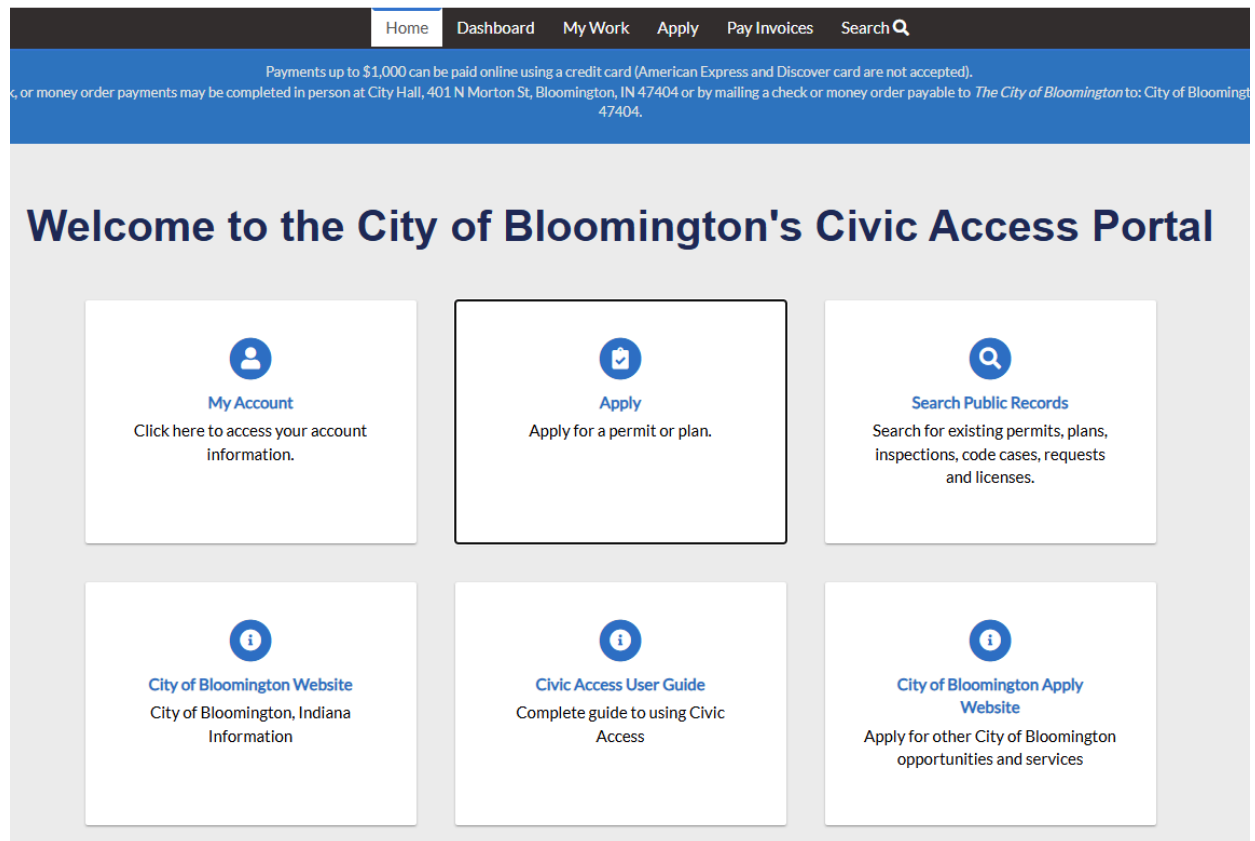 Home Dashboard My Work Apply Pay Invoices Search
Payments up to $1,000 can be paid online using a credit card (American Express and Discover card are not accepted).
, or money order payments may be completed in person at City Hall, 401 N Morton St, Bloomington, IN 47404 or by mailing a check or money order payable to The City of Bloomington to: City of Bloomingt
47404.
Welcome to the City of Bloomington's Civic Access Portal
My Account
Click here to access your account
information.
Apply
Apply for a permit or plan.
Search Public Records
Search for existing permits, plans,
inspections, code cases, requests
and licenses.
City of Bloomington Website
City of Bloomington, Indiana
Information
Civic Access User Guide
Complete guide to using Civic
Access
City of Bloomington Apply
Website
Apply for other City of Bloomington
opportunities and services